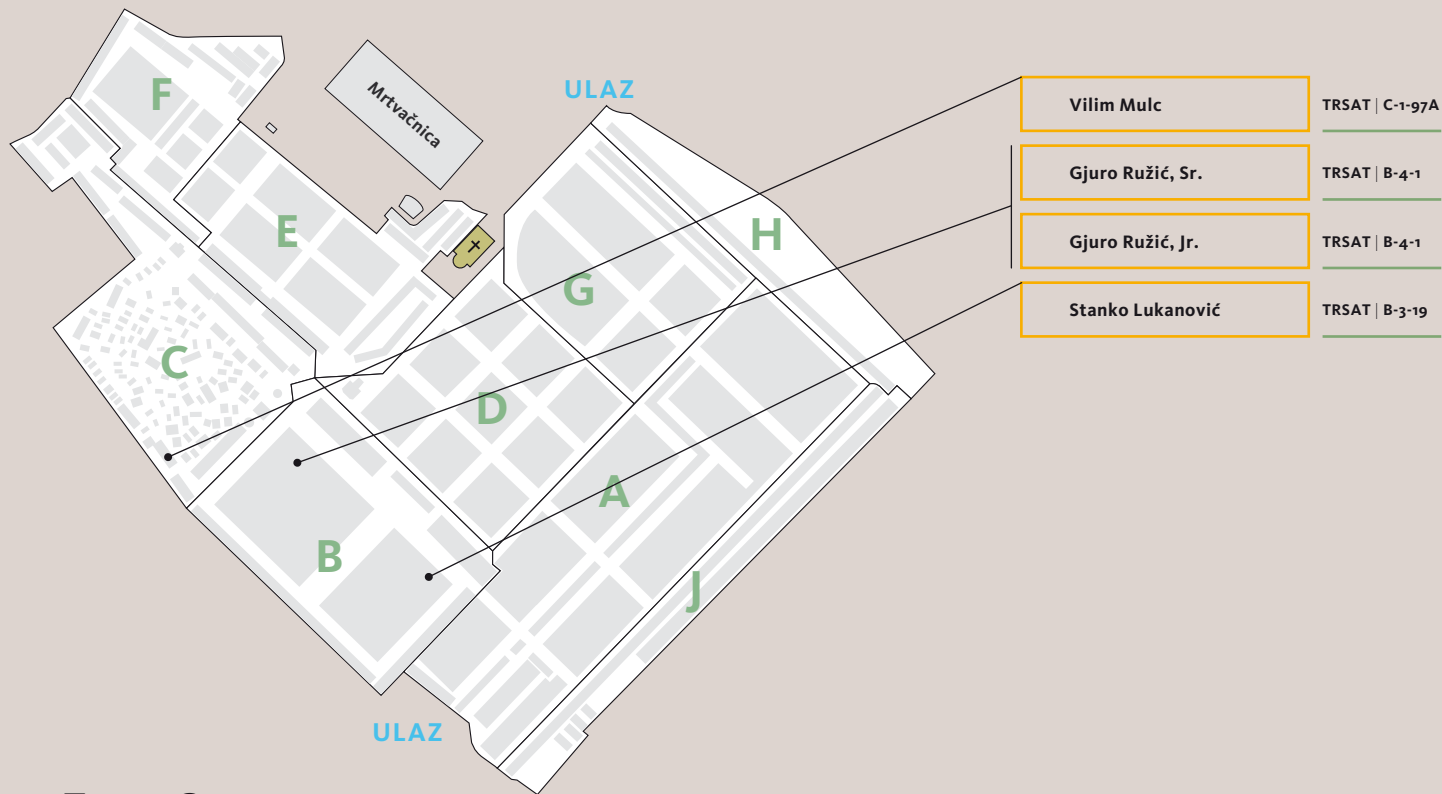 F
Mrtvačnica
ULAZ
Vilim Mulc
TRSAT | C-1-97A
Gjuro Ružić, Sr.
TRSAT | B-4-1
Gjuro Ružić, Jr.
TRSAT | B-4-1
Stanko Lukanović
TRSAT | B-3-19
E
H
G
C
D
A
B
J
ULAZ